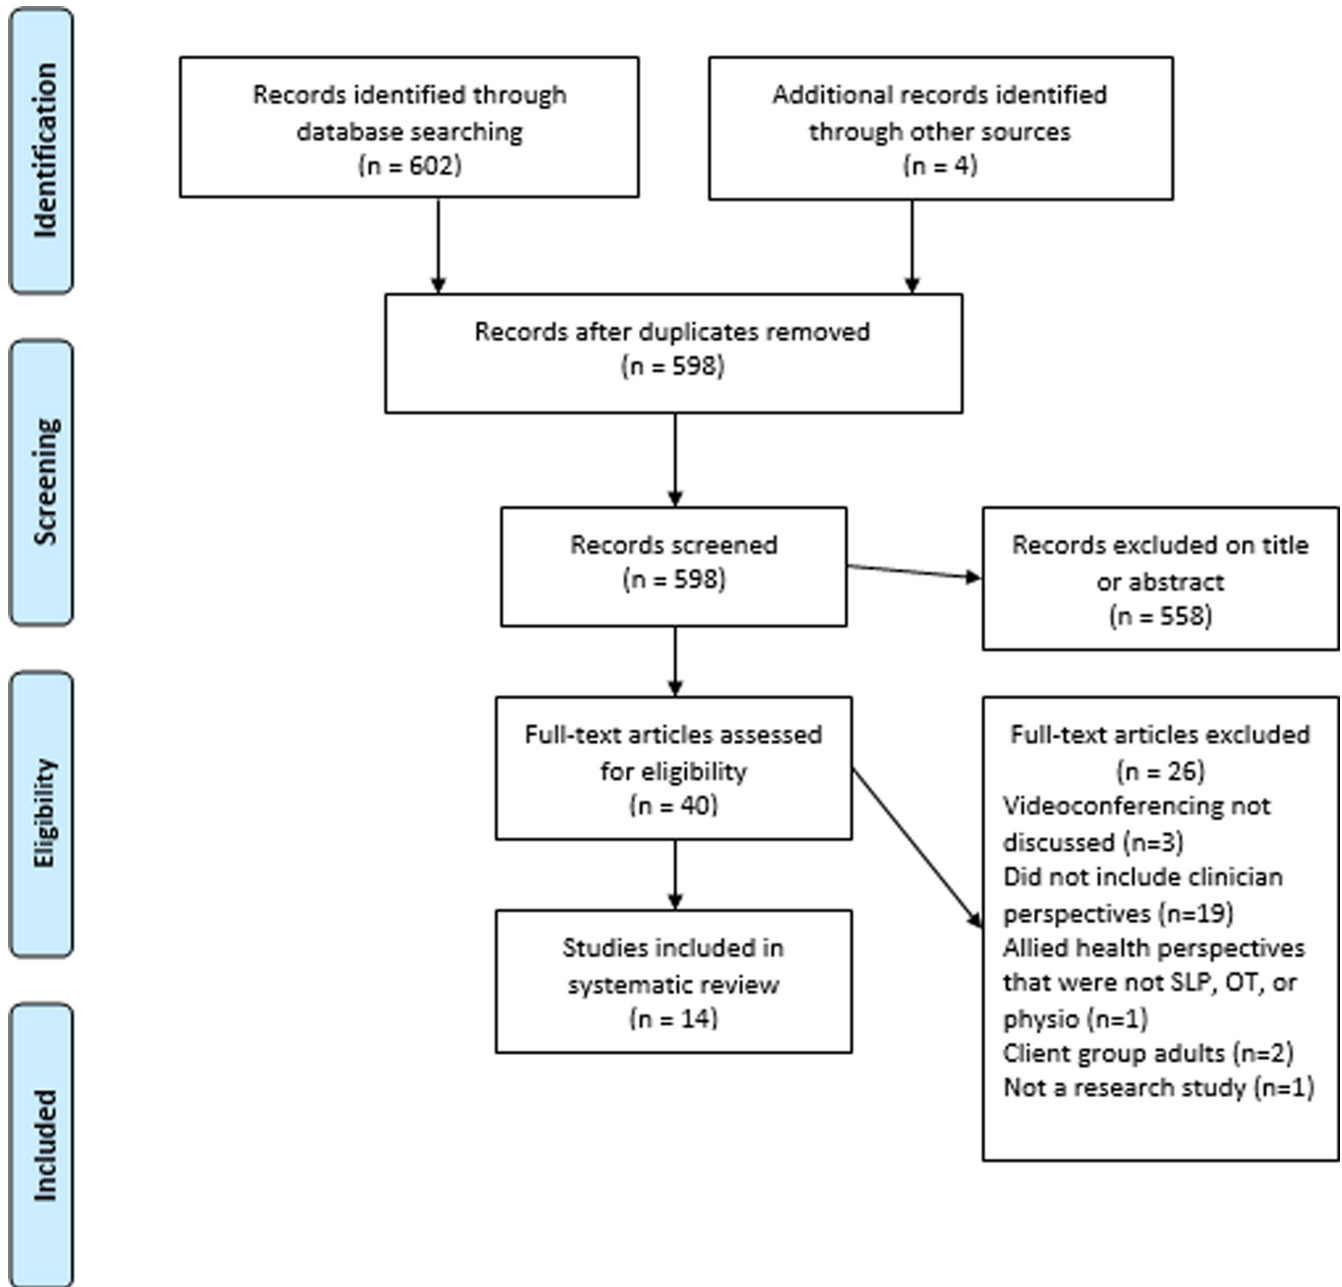 Identification
Records identified through
database searching
(n = 602)
Additional records identified
through other sources
(n = 4)
Records after duplicates removed
(n = 598)
Screening
Records screened
(n = 598)
Records excluded on title
or abstract
(n = 558)
Eligibility
Full-text articles assessed
for eligibility
(n = 40)
Full-text articles excluded
(n = 26)
Videoconferencing not
discussed (n=3)
Did not include clinician
perspectives (n=19)
Allied health perspectives
that were not SLP, OT, or
physio (n=1)
Client group adults (n=2)
Not a research study (n=1)
Studies included in
systematic review
(n = 14)
Included